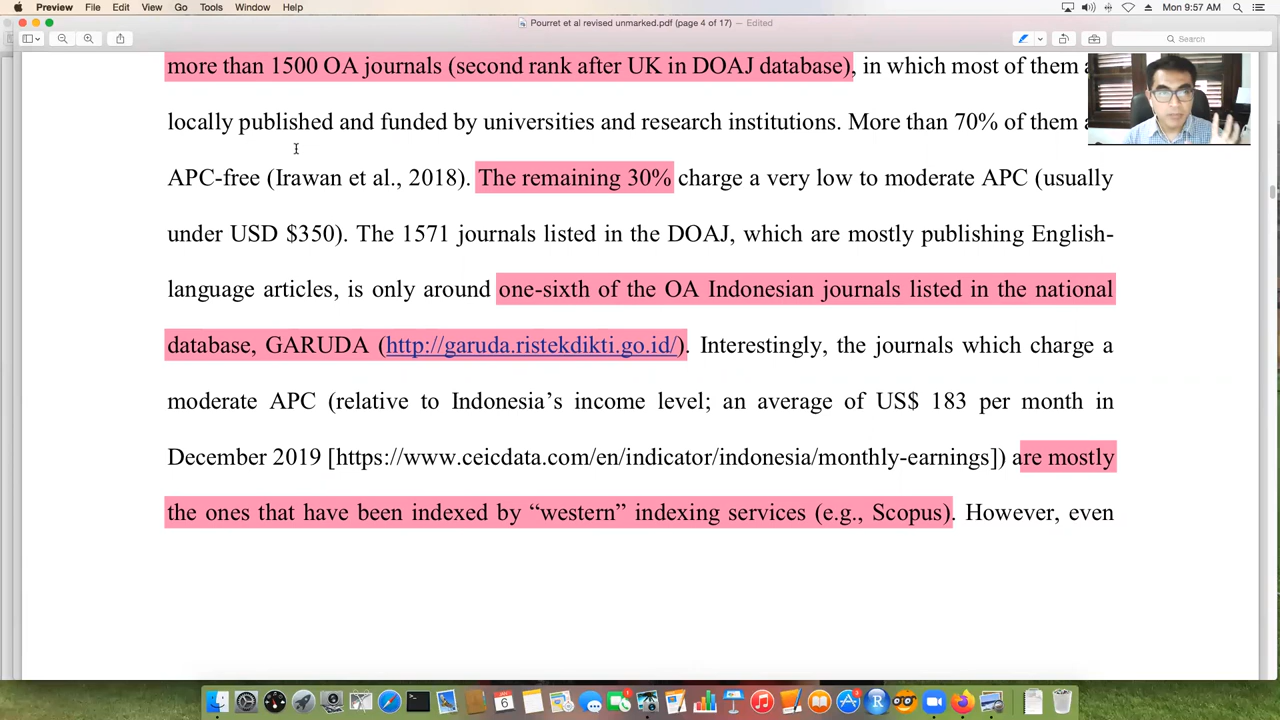 Preview File Edit View Go Tools Window Help Mon 9:57 AM
Pourret et al revised unmarked.pdf (page 4 of 17) — Edited
Search
more than 1500 OA journals (second rank after UK in DOAJ database), in which most of them
locally published and funded by universities and research institutions. More than 70% of them
APC-free (Irawan et al., 2018). The remaining 30% charge a very low to moderate APC (usually
under USD $350). The 1571 journals listed in the DOAJ, which are mostly publishing English-
language articles, is only around one-sixth of the OA Indonesian journals listed in the national
database, GARUDA (http://garuda.ristekdikti.go.id/). Interestingly, the journals which charge a
moderate APC (relative to Indonesia’s income level; an average of US$ 183 per month in
December 2019 [https://www.ceicdata.com/en/indicator/indonesia/monthly-earnings]) are mostly
the ones that have been indexed by “western” indexing services (e.g., Scopus). However, even